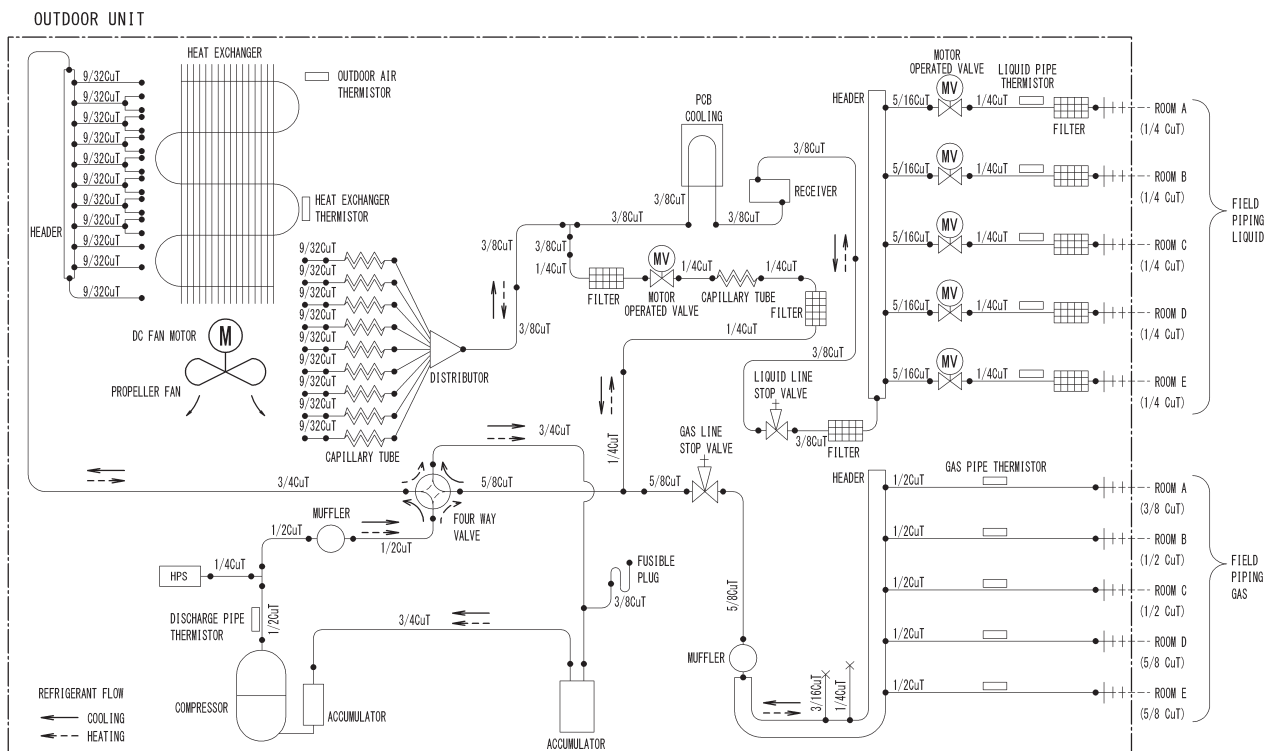 OUTDOOR UNIT
HEADER
9/32CuT
9/32CuT
9/32CuT
9/32CuT
9/32CuT
9/32CuT
9/32CuT
9/32CuT
9/32CuT
9/32CuT
9/32CuT
HEAT EXCHANGER
OUTDOOR AIR
THERMISTOR
HEAT EXCHANGER
THERMISTOR
DC FAN MOTOR
M
PROPELLER FAN
9/32CuT
9/32CuT
9/32CuT
9/32CuT
9/32CuT
9/32CuT
9/32CuT
9/32CuT
9/32CuT
CAPILLARY TUBE
DISTRIBUTOR
3/8CuT
3/8CuT
3/8CuT
3/8CuT
1/4CuT
FILTER
MV
MOTOR
OPERATED VALVE
1/4CuT
CAPILLARY TUBE
1/4CuT
FILTER
1/4CuT
1/4CuT
PCB
COOLING
3/8CuT
3/8CuT
RECEIVER
3/8CuT
3/8CuT
LIQUID LINE
STOP VALVE
3/8CuT
FILTER
HEADER
MOTOR
OPERATED VALVE
LIQUID PIPE
THERMISTOR
5/16CuT
MV
1/4CuT
FILTER
ROOM A
(1/4 CuT)
5/16CuT
MV
1/4CuT
ROOM B
(1/4 CuT)
5/16CuT
MV
1/4CuT
ROOM C
(1/4 CuT)
5/16CuT
MV
1/4CuT
ROOM D
(1/4 CuT)
5/16CuT
MV
1/4CuT
ROOM E
(1/4 CuT)
FIELD
PIPING
LIQUID
3/4CuT
3/4CuT
5/8CuT
FOUR WAY
VALVE
MUFFLER
1/2CuT
1/2CuT
1/4CuT
HPS
DISCHARGE PIPE
THERMISTOR
1/2CuT
COMPRESSOR
ACCUMULATOR
3/4CuT
FUSIBLE
PLUG
3/8CuT
ACCUMULATOR
GAS LINE
STOP VALVE
5/8CuT
5/8CuT
MUFFLER
3/16CuT
1/4CuT
HEADER
GAS PIPE THERMISTOR
1/2CuT
ROOM A
(3/8 CuT)
1/2CuT
ROOM B
(1/2 CuT)
1/2CuT
ROOM C
(1/2 CuT)
1/2CuT
ROOM D
(5/8 CuT)
1/2CuT
ROOM E
(5/8 CuT)
FIELD
PIPING
GAS
REFRIGERANT FLOW
COOLING
HEATING